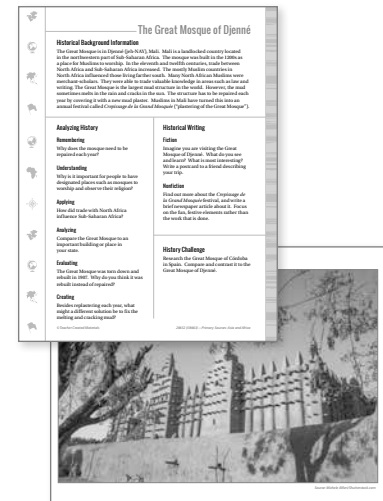 The Great Mosque of Djenné
Historical Background Information
The Great Mosque is in Djenné (jeh-NAY), Mali. Mali is a landlocked country located
in the northwestern part of Sub-Saharan Africa. The mosque was built in the 1200s as
a place for Muslims to worship. In the eleventh and twelfth centuries, trade between
North Africa and Sub-Saharan Africa increased. The mostly Muslim countries in
North Africa influenced those living farther south. Many North African Muslims were
merchant-scholars. They were able to trade valuable knowledge in areas such as law and
writing. The Great Mosque is the largest mud structure in the world. However, the mud
sometimes melts in the rain and cracks in the sun. The structure has to be repaired each
year by covering it with a new mud plaster. Muslims in Mali have turned this into an
annual festival called Crepissage de la Grand Mosquée ("plastering of the Great Mosque").
Analyzing History
Remembering
Why does the mosque need to be
repaired each year?
Understanding
Why is it important for people to have
designated places such as mosques to
worship and observe their religion?
Applying
How did trade with North Africa
influence Sub-Saharan Africa?
Analyzing
Compare the Great Mosque to an
important building or place in
your state.
Evaluating
The Great Mosque was torn down and
rebuilt in 1907. Why do you think it was
rebuilt instead of repaired?
Creating
Besides replastering each year, what
might a different solution be to fix the
melting and cracking mud?
Historical Writing
Fiction
Imagine you are visiting the Great
Mosque of Djenné. What do you see
and learn? What is most interesting?
Write a postcard to a friend describing
your trip.
Nonfiction
Find out more about the Crepissage de
la Grand Mosquée festival, and write a
brief newspaper article about it. Focus
on the fun, festive elements rather than
the work that is done.
History Challenge
Research the Great Mosque of Córdoba
in Spain. Compare and contrast it to the
Great Mosque of Djenné.
© Teacher Created Materials